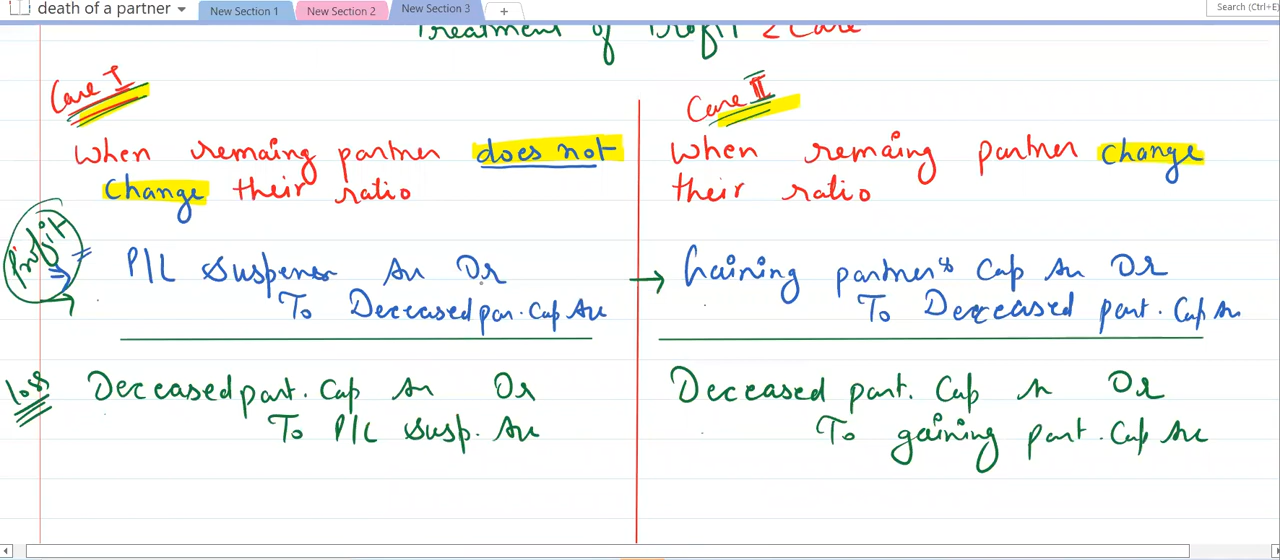 death of a partner
New Section 1
New Section 2
New Section 3
+
Search (Ctrl+E)
Treatment of Profit 2 Case
Case I
When remaing partner does not
change their ratio
Profit
P/L Suspense A/c Dr
To Deceased par. Cap A/c
loss
Deceased part. Cap A/c Dr
To P/L Susp. A/c
Case II
When remaing partner change
their ratio
Gaining partner's Cap A/c Dr
To Deceased part. Cap A/c
Deceased part. Cap A/c Dr
To gaining part. Cap A/c